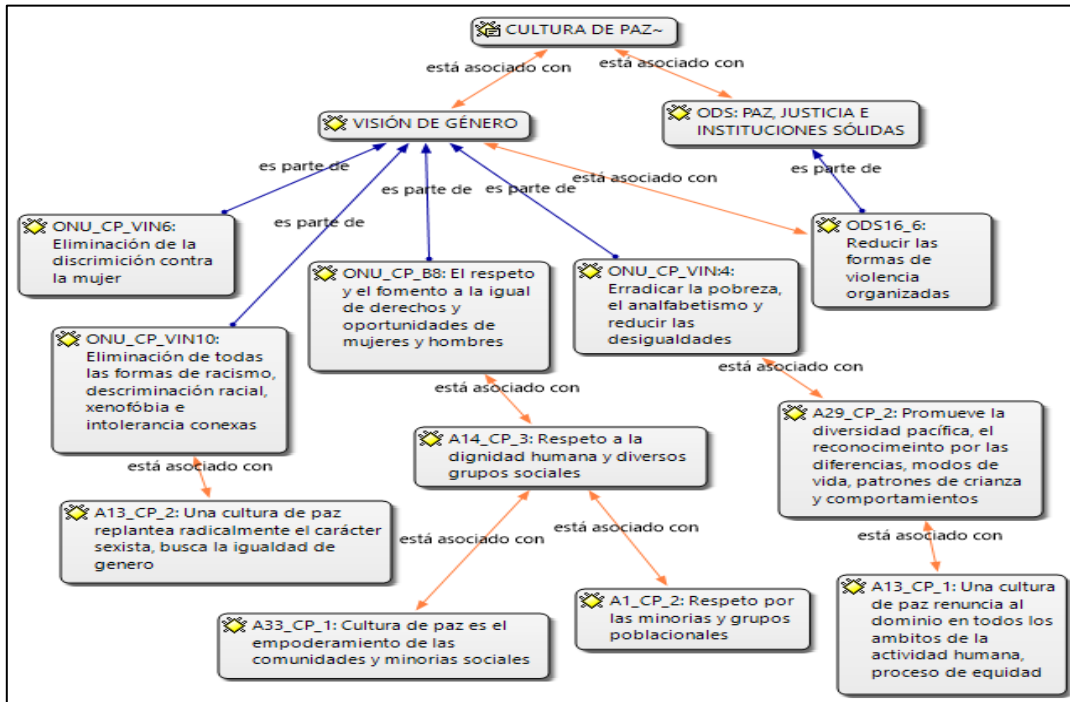 CULTURA DE PAZ~
está asociado con
está asociado con
VISIÓN DE GÉNERO
ODS: PAZ, JUSTICIA E
INSTITUCIONES SÓLIDAS
es parte de
es parte de
es parte de
es parte de
está asociado con
es parte de
ONU_CP_VIN6:
Eliminación de la
discrimición contra
la mujer
ODS16_6:
Reducir las
formas de
violencia
organizadas
ONU_CP_B8: El respeto
y el fomento a la igual
de derechos y
oportunidades de
mujeres y hombres
ONU_CP_VIN:4:
Erradicar la pobreza,
el analfabetismo y
reducir las
desigualdades
ONU_CP_VIN10:
Eliminación de todas
las formas de racismo,
descriminación racial,
xenofóbia e
intolerancia conexas
está asociado con
está asociado con
A14_CP_3: Respeto a la
dignidad humana y diversos
grupos sociales
A29_CP_2: Promueve la
diversidad pacífica, el
reconocimeinto por las
diferencias, modos de
vida, patrones de crianza
y comportamientos
está asociado con
A13_CP_2: Una cultura de paz
replantea radicalmente el carácter
sexista, busca la igualdad de
genero
está asociado con
está asociado con
está asociado con
A33_CP_1: Cultura de paz es el
empoderamiento de las
comunidades y minorias sociales
A1_CP_2: Respeto por
las minorias y grupos
poblacionales
A13_CP_1: Una cultura
de paz renuncia al
dominio en todos los
ambitos de la
actividad humana,
proceso de equidad